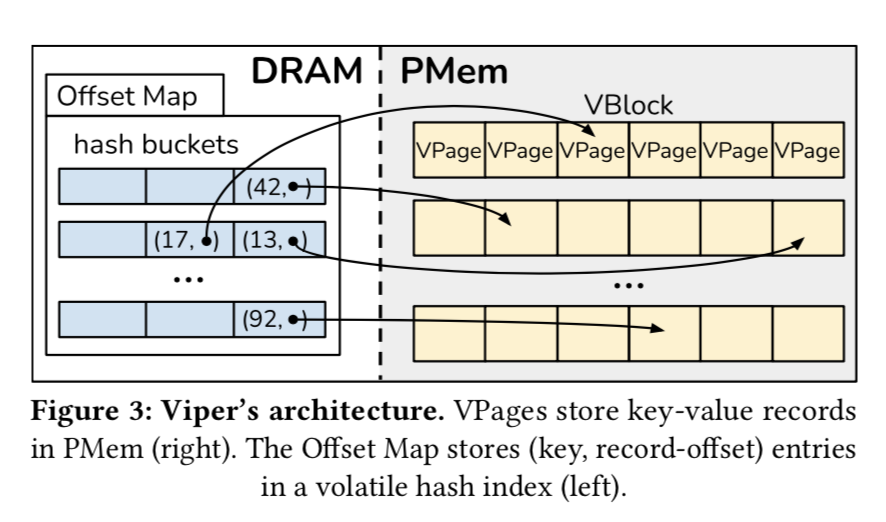 DRAM
PMem
Offset Map
hash buckets
VBlock
VPage VPage VPage VPage VPage VPage
(42, )
(17, ) (13, )
...
...
(92, )
Figure 3: Viper's architecture. VPages store key-value records
in PMem (right). The Offset Map stores (key, record-offset) entries
in a volatile hash index (left).